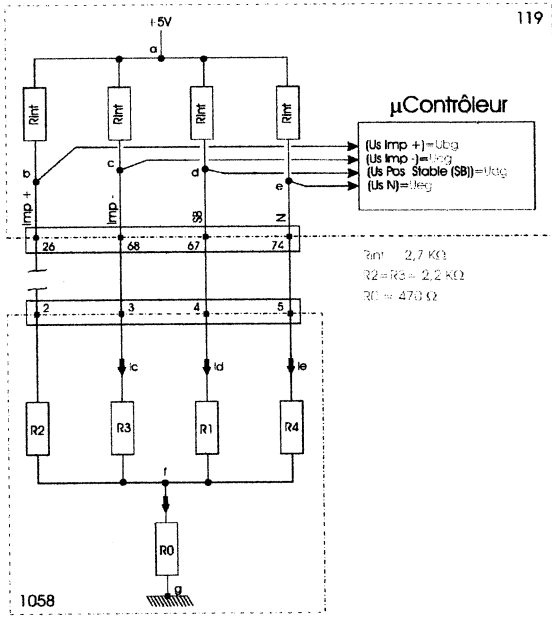 119
+5V
a
Rint Rint Rint Rint
µContrôleur
(Us Imp +)=Ubg
(Us Imp -)=Ucg
(Us Pos Stable (SB))=Udg
(Us N)=Ueg
b c d e
Imp + Imp - SB N
26 68 67 74
Rint 2,7 KΩ
R2=R3= 2,2 KΩ
R0 = 470 Ω
2 3 4 5
Ic Id Ie
R2 R3 R1 R4
f
R0
g
1058